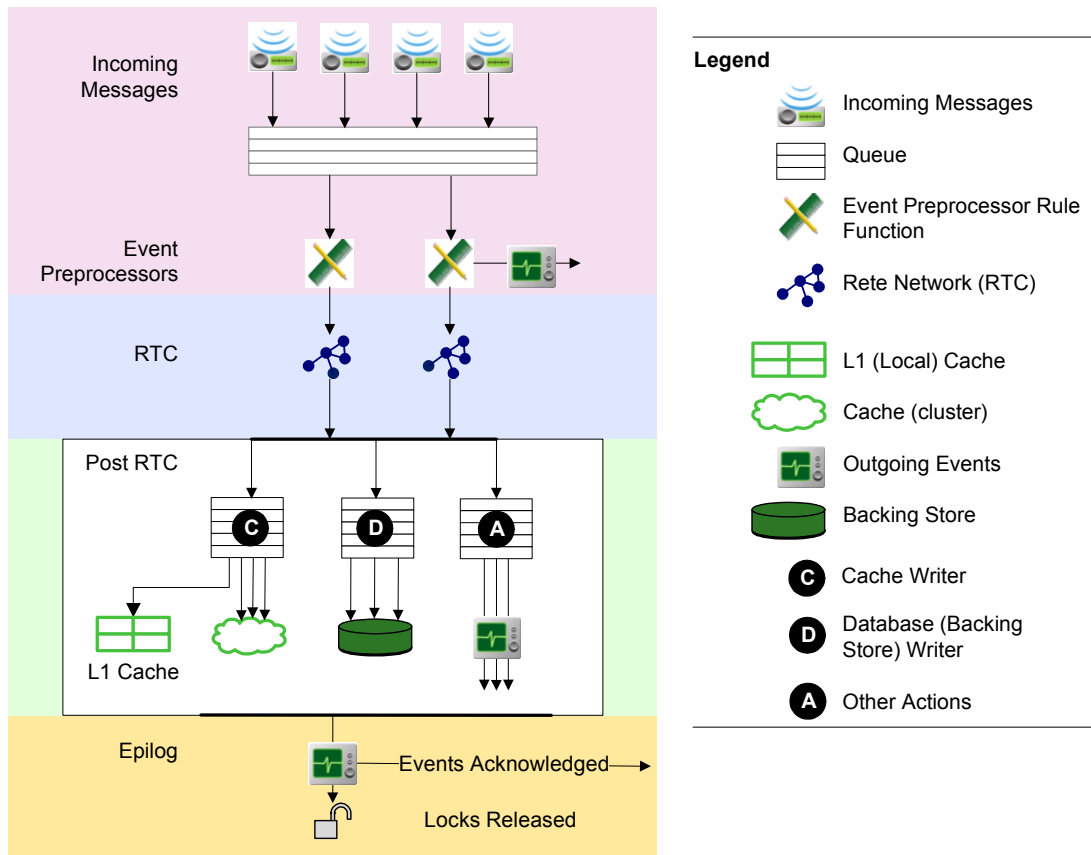 Incoming
Messages
Event
Preprocessors
RTC
Post RTC
C
D
A
L1 Cache
Epilog
Events Acknowledged
Locks Released
Legend
Incoming Messages
Queue
Event Preprocessor Rule
Function
Rete Network (RTC)
L1 (Local) Cache
Cache (cluster)
Outgoing Events
Backing Store
C Cache Writer
D Database (Backing
Store) Writer
A Other Actions